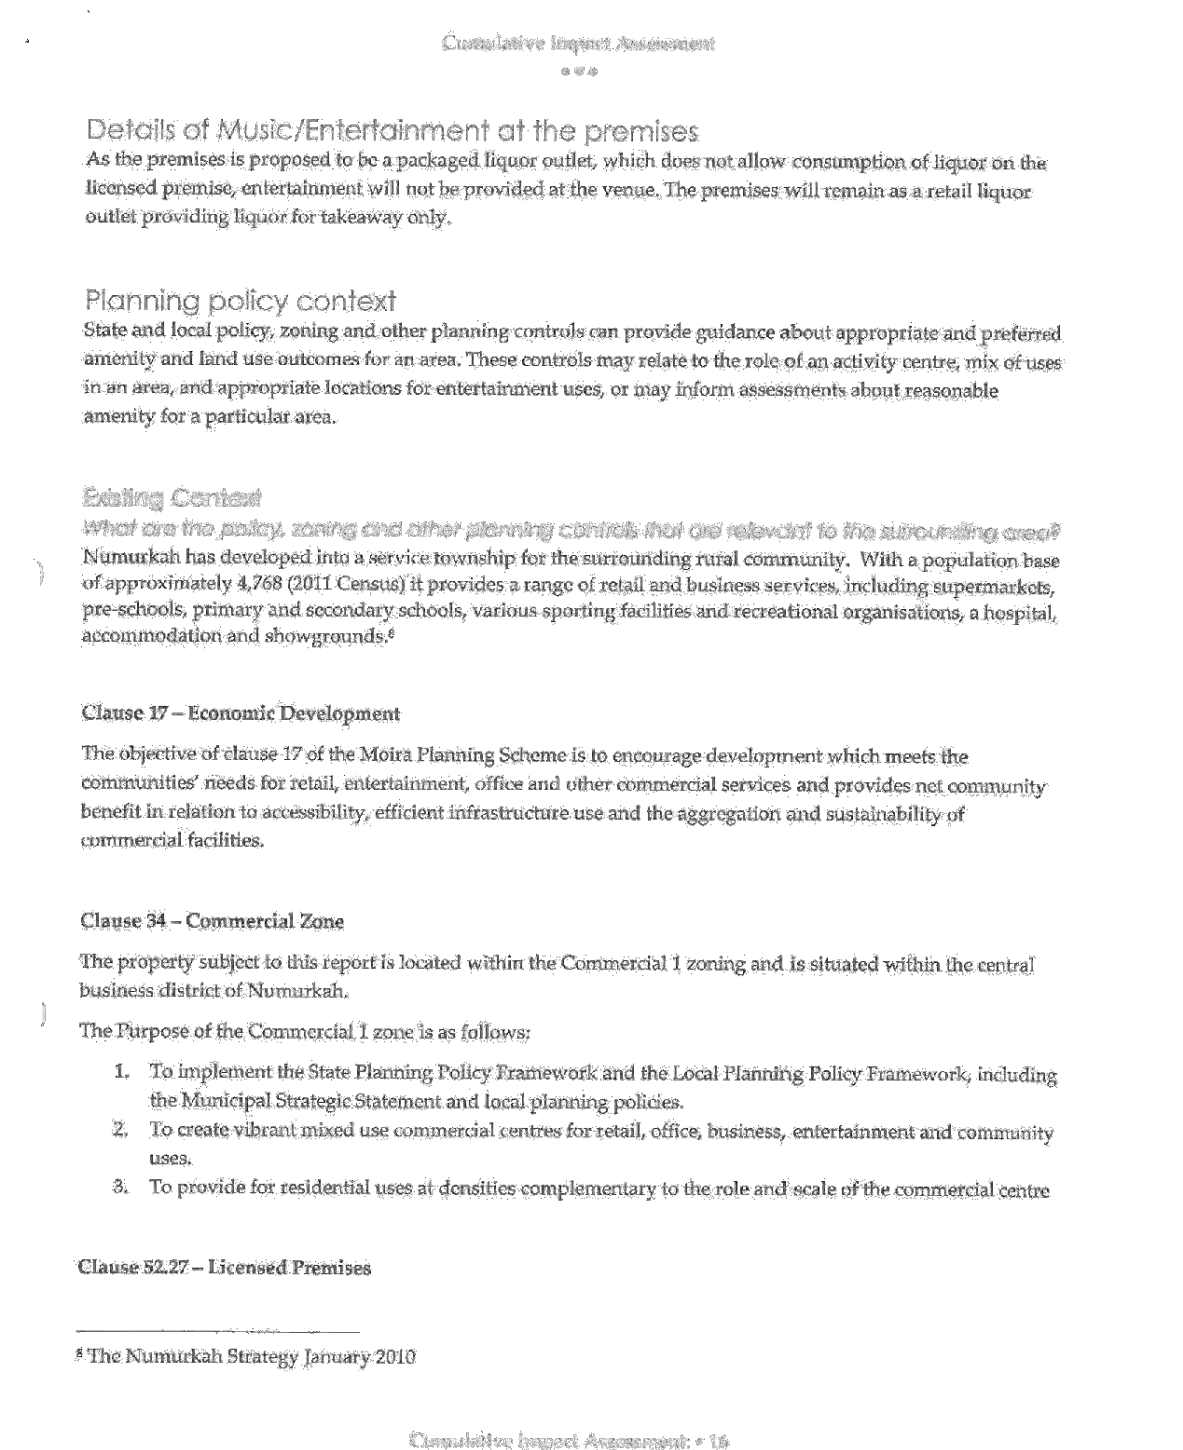 Cumulative Impact Assessment
Details of Music/Entertainment at the premises
As the premises is proposed to be a packaged liquor outlet, which does not allow consumption of liquor on the
licensed premise, entertainment will not be provided at the venue. The premises will remain as a retail liquor
outlet providing liquor for takeaway only.
Planning policy context
State and local policy, zoning and other planning controls can provide guidance about appropriate and preferred
amenity and land use outcomes for an area. These controls may relate to the role of an activity centre, mix of uses
in an area, and appropriate locations for entertainment uses, or may inform assessments about reasonable
amenity for a particular area.
Existing Context
What are the policy, zoning and other planning controls that are relevant to the surrounding area?
Numurkah has developed into a service township for the surrounding rural community. With a population base
of approximately 4,768 (2011 Census) it provides a range of retail and business services, including supermarkets,
pre-schools, primary and secondary schools, various sporting facilities and recreational organisations, a hospital,
accommodation and showgrounds.⁶
Clause 17 – Economic Development
The objective of clause 17 of the Moira Planning Scheme is to encourage development which meets the
communities' needs for retail, entertainment, office and other commercial services and provides net community
benefit in relation to accessibility, efficient infrastructure use and the aggregation and sustainability of
commercial facilities.
Clause 34 – Commercial Zone
The property subject to this report is located within the Commercial 1 zoning and is situated within the central
business district of Numurkah.
The Purpose of the Commercial 1 zone is as follows:
1. To implement the State Planning Policy Framework and the Local Planning Policy Framework, including
the Municipal Strategic Statement and local planning policies.
2. To create vibrant mixed use commercial centres for retail, office, business, entertainment and community
uses.
3. To provide for residential uses at densities complementary to the role and scale of the commercial centre
Clause 52.27 – Licensed Premises
⁶ The Numurkah Strategy January 2010
Cumulative Impact Assessment: • 16